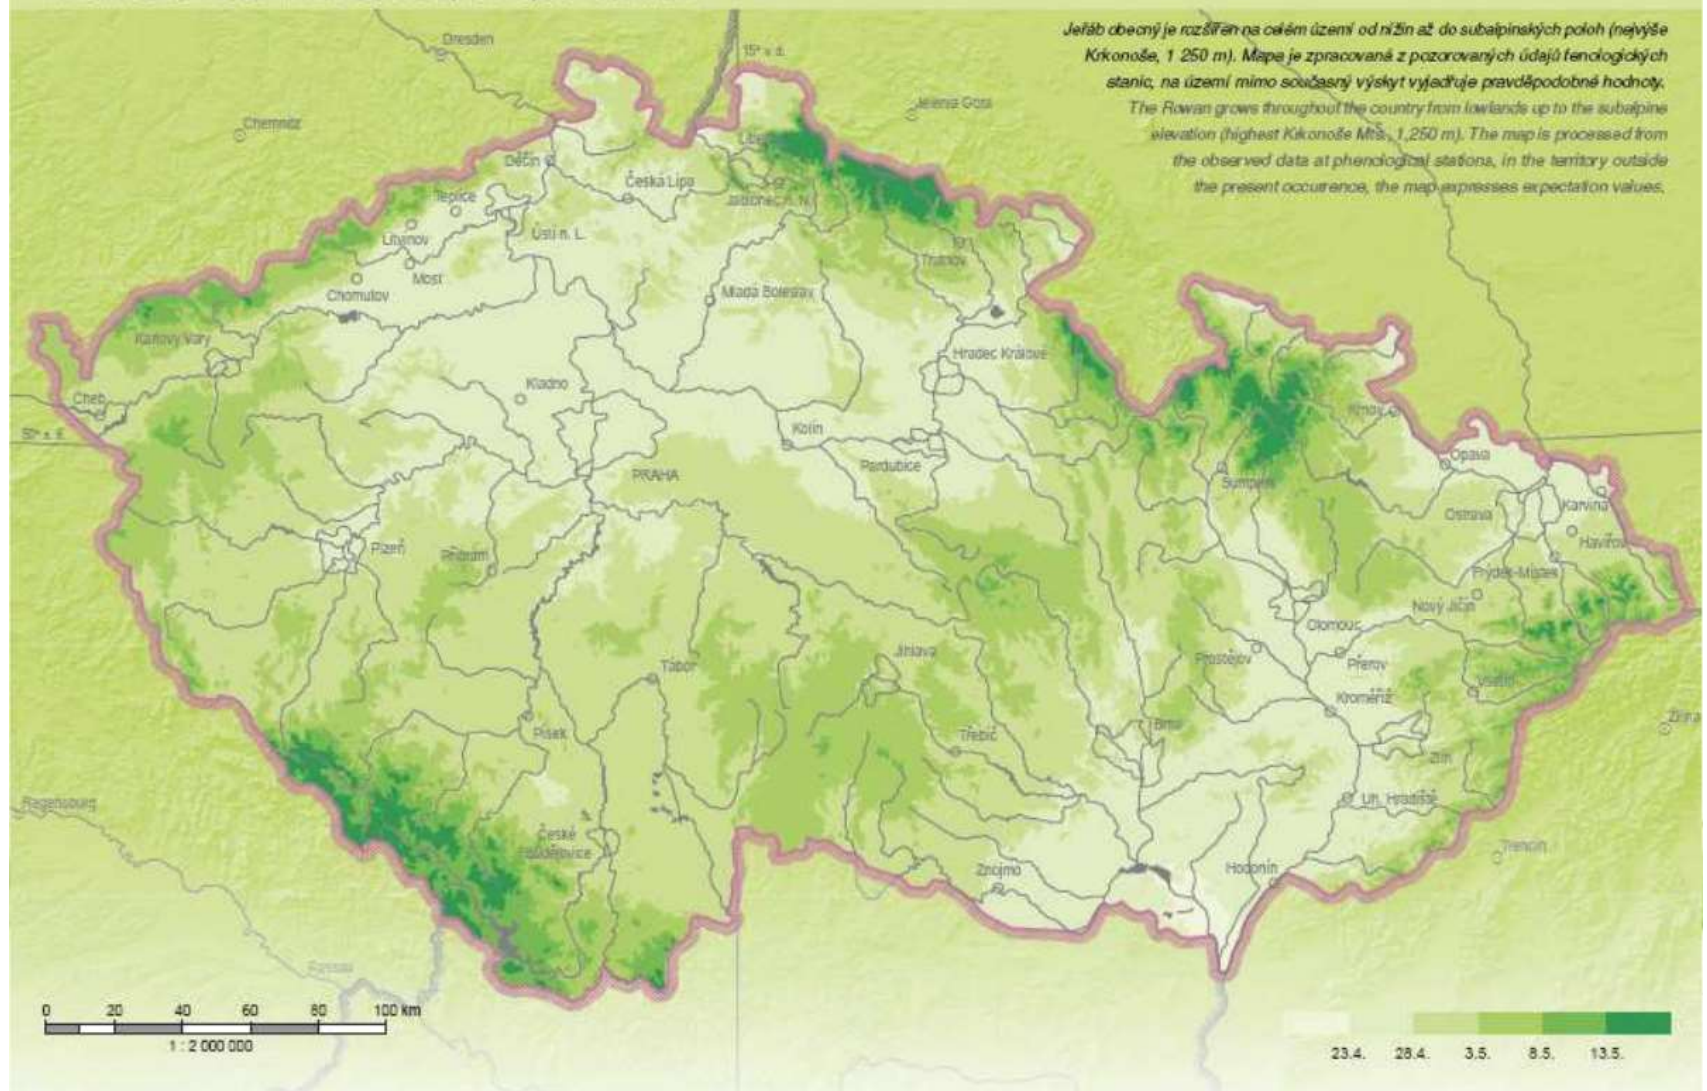 Jeřáb obecný je rozšířen na celém území od nížin až do subalpinských poloh (nejvýše
Krkonoše, 1 250 m). Mapa je zpracovaná z pozorovaných údajů fenologických
stanic, na území mimo současný výskyt vyjadřuje pravděpodobné hodnoty.
The Rowan grows throughout the country from lowlands up to the subalpine
elevation (highest Krkonoše Mts., 1,250 m). The map is processed from
the observed data at phenological stations, in the territory outside
the present occurrence, the map expresses expectation values.
Dresden
15° v. d.
Jelenia Gora
Chemnitz
Děčín
Česká Lípa
Teplice
Jablonec n. N.
Litvínov
Ústí n. L.
Trutnov
Most
Chomutov
Mladá Boleslav
Karlovy Vary
Hradec Králové
Kladno
Cheb
Krnov
Kolín
50° s. š.
Pardubice
Opava
PRAHA
Šumperk
Karviná
Ostrava
Havířov
Plzeň
Příbram
Frýdek-Místek
Nový Jičín
Olomouc
Jihlava
Prostějov
Přerov
Tábor
Vsetín
Kroměříž
Žilina
Písek
Třebíč
Brno
Zlín
Regensburg
Uh. Hradiště
České
Budějovice
Trenčín
Znojmo
Hodonín
Passau
0 20 40 60 80 100 km
1 : 2 000 000
23.4. 28.4. 3.5. 8.5. 13.5.